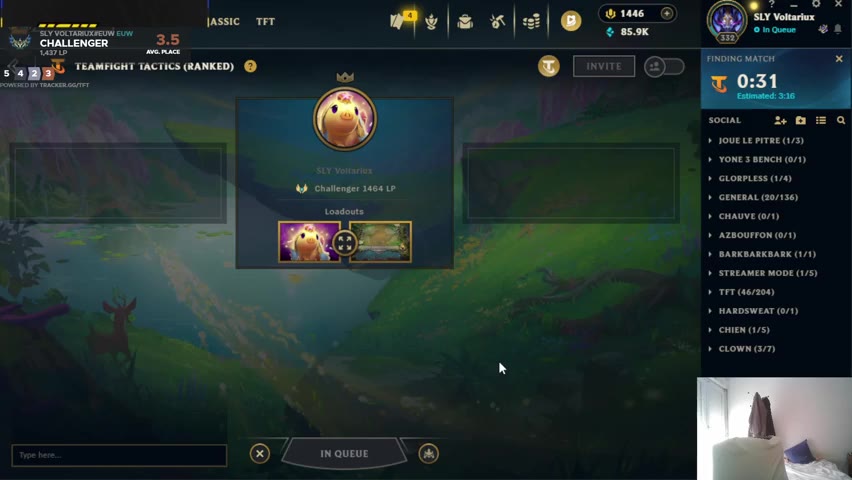 SLY VOLTARIUX#EUW EUW
CHALLENGER
1,437 LP
3.5
AVG. PLACE
5 4 2 3
POWERED BY TRACKER.GG/TFT
ASSIC
TFT
4
1446
85.9K
332
SLY Voltariux
In Queue
TEAMFIGHT TACTICS (RANKED)
?
INVITE
FINDING MATCH
0:31
Estimated: 3:16
SLY Voltariux
Challenger 1464 LP
Loadouts
SOCIAL
JOUE LE PITRE (1/3)
YONE 3 BENCH (0/1)
GLORPLESS (1/4)
GENERAL (20/136)
CHAUVE (0/1)
AZBOUFFON (0/1)
BARKBARKBARK (1/1)
STREAMER MODE (1/5)
TFT (46/204)
HARDSWEAT (0/1)
CHIEN (1/5)
CLOWN (3/7)
Type here...
IN QUEUE